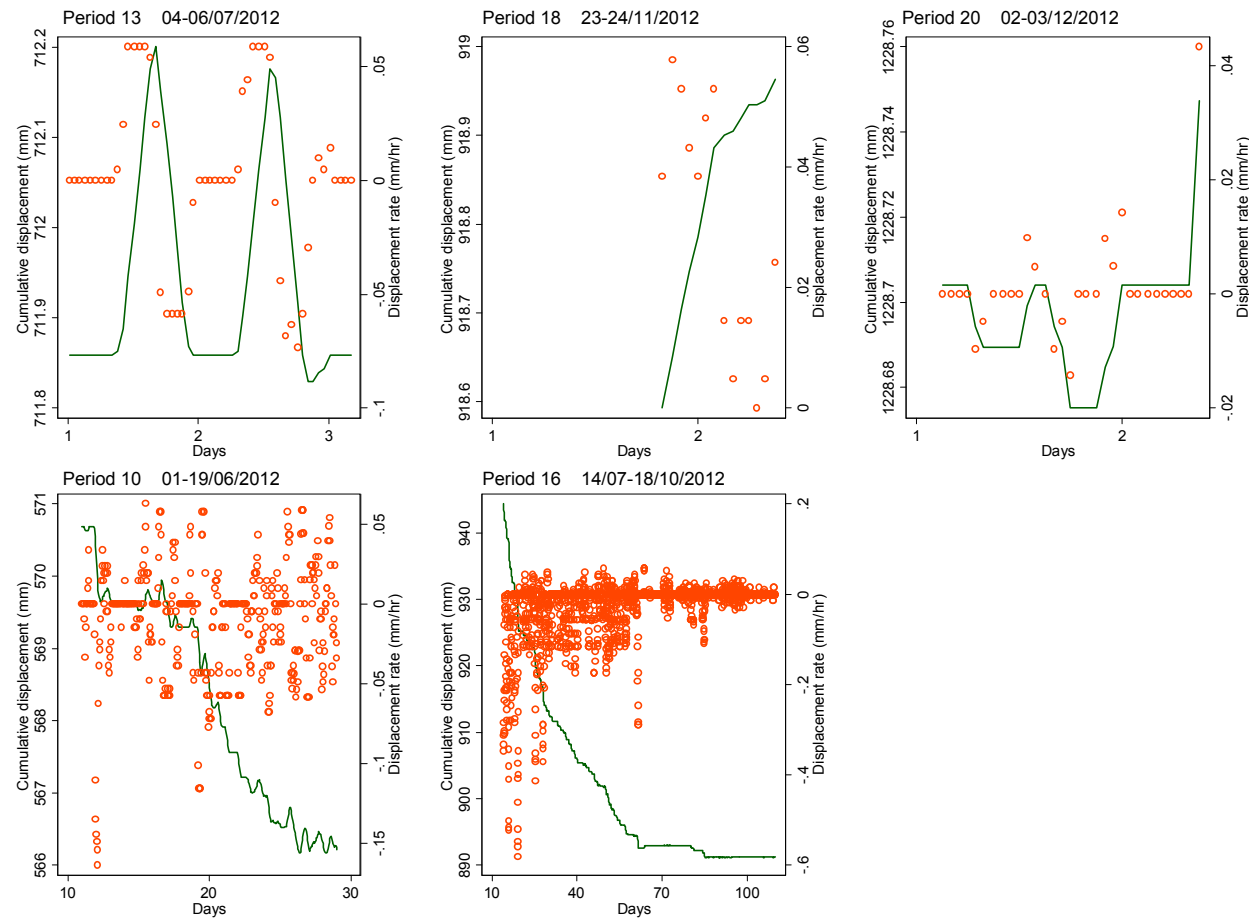 Period 13 04-06/07/2012
Cumulative displacement (mm)
712.2
712.1
712
711.9
711.8
.05
0
-.05
-.1
Displacement rate (mm/hr)
1 2 3
Days
Period 18 23-24/11/2012
Cumulative displacement (mm)
919
918.9
918.8
918.7
918.6
.06
.04
.02
0
Displacement rate (mm/hr)
1 2
Days
Period 20 02-03/12/2012
Cumulative displacement (mm)
1228.76
1228.74
1228.72
1228.7
1228.68
.04
.02
0
-.02
Displacement rate (mm/hr)
1 2
Days
Period 10 01-19/06/2012
Cumulative displacement (mm)
571
570
569
568
567
566
.05
0
-.05
-.1
-.15
Displacement rate (mm/hr)
10 20 30
Days
Period 16 14/07-18/10/2012
Cumulative displacement (mm)
940
930
920
910
900
890
.2
0
-.2
-.4
-.6
Displacement rate (mm/hr)
10 40 70 100
Days